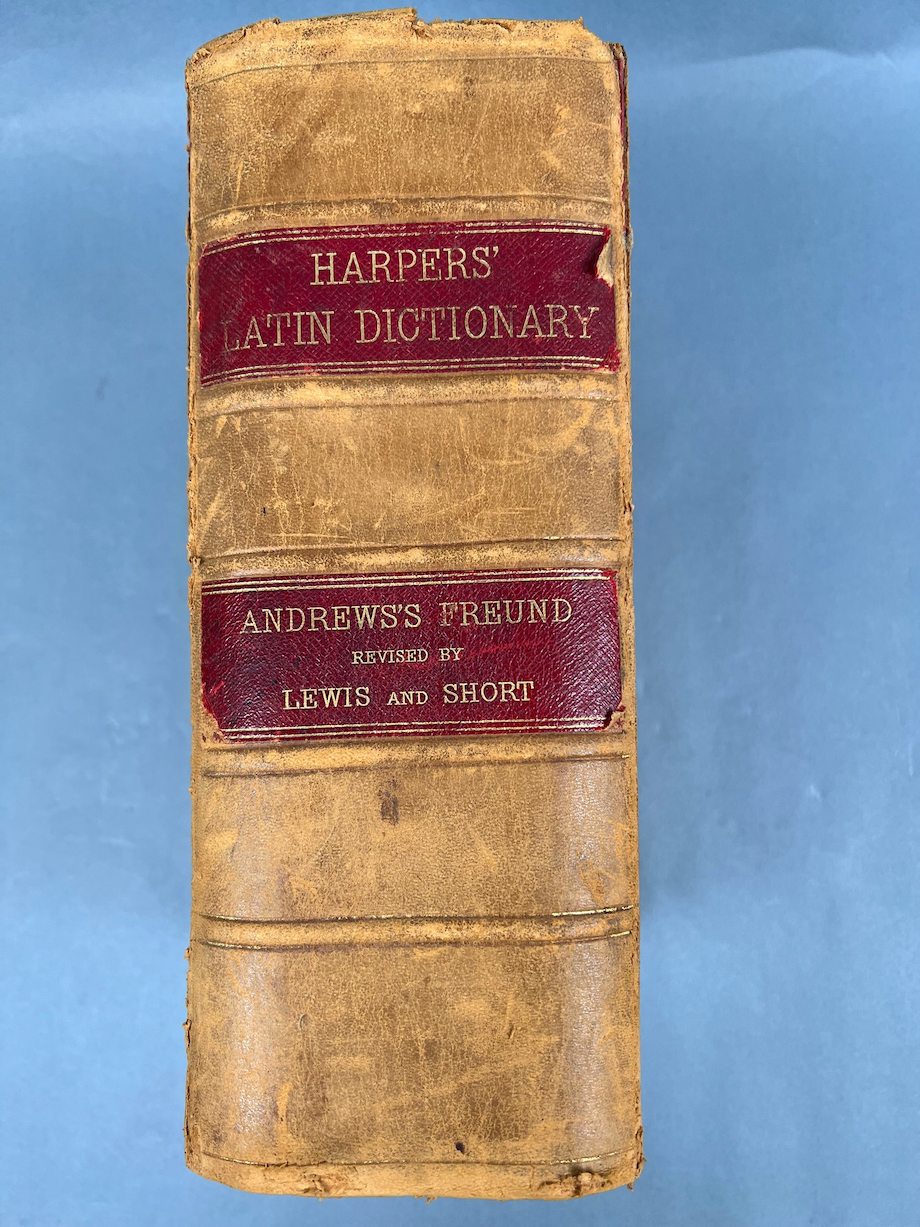 HARPERS'
LATIN DICTIONARY
ANDREWS'S FREUND
REVISED BY
LEWIS AND SHORT